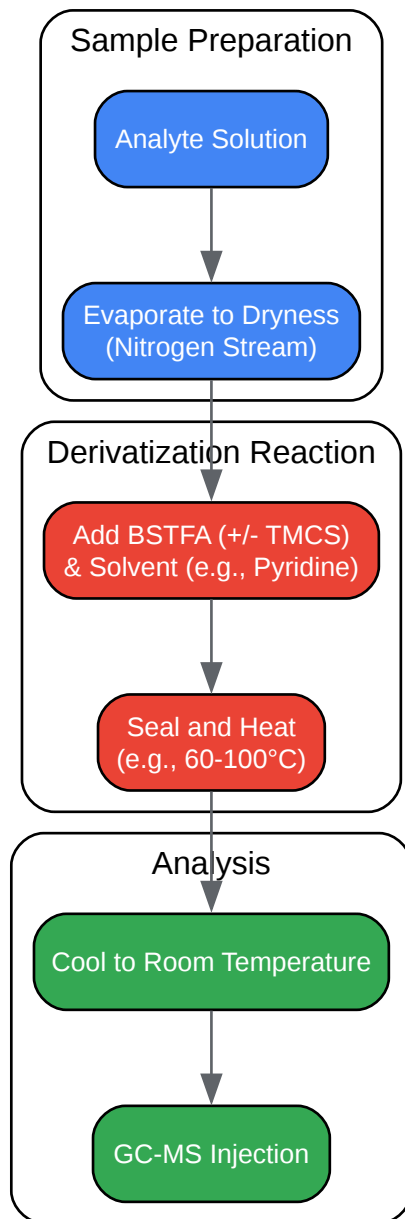 Sample Preparation
Analyte Solution
Evaporate to Dryness
(Nitrogen Stream)
Derivatization Reaction
Add BSTFA (+/- TMCS)
& Solvent (e.g., Pyridine)
Seal and Heat
(e.g., 60-100°C)
Analysis
Cool to Room Temperature
GC-MS Injection